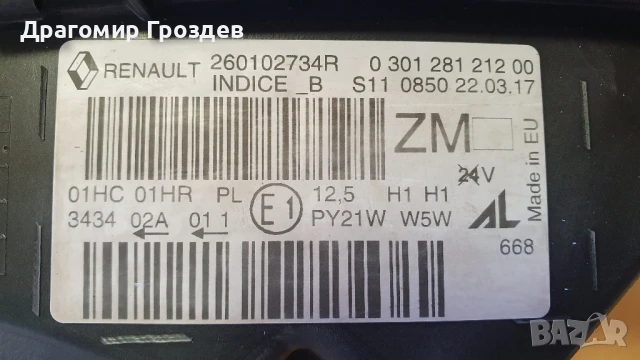 Драгомир Гроздев
RENAULT 260102734R 0 301 281 212 00
INDICE _B S11 0850 22.03.17
ZM
Made in EU
01HC 01HR PL E1 12,5 H1 H1 24V
3434 02A 01 1 PY21W W5W AL
668
BAZAR